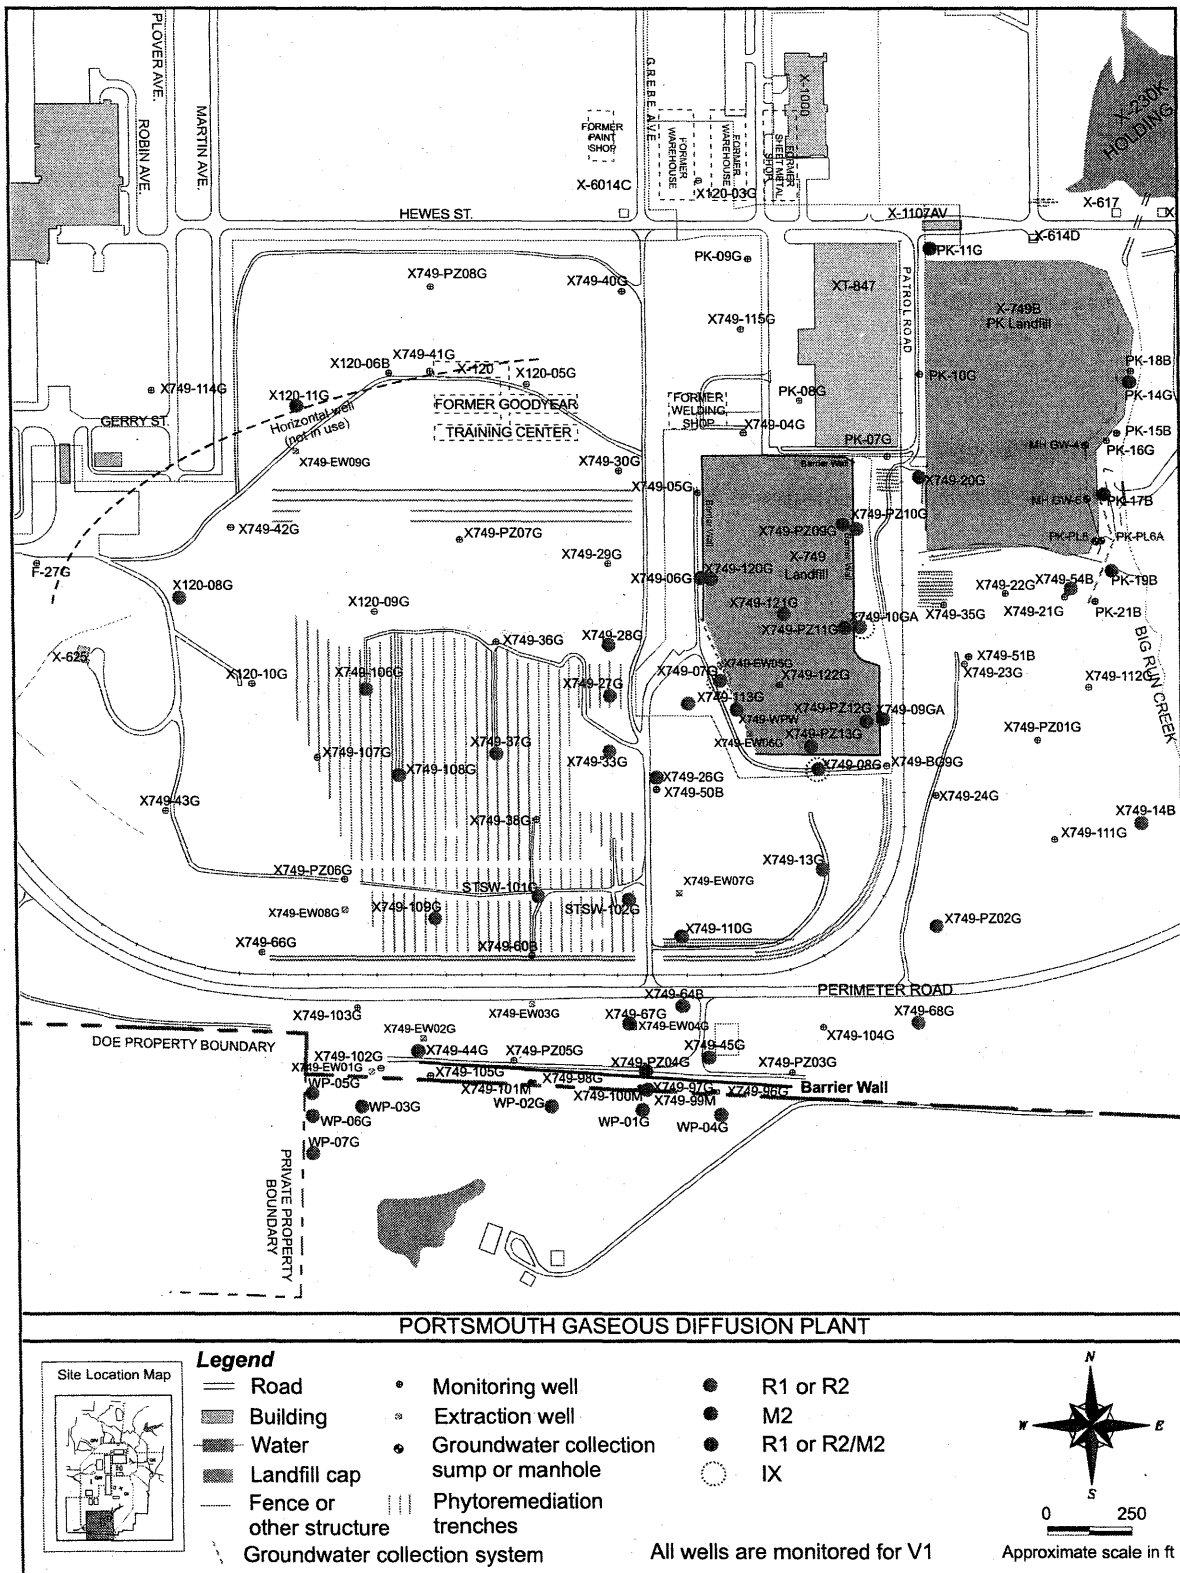 PLOVER AVE.
ROBIN AVE.
MARTIN AVE.
GREBE AVE
FORMER
PAINT
SHOP
FORMER
WAREHOUSE
FORMER
WAREHOUSE
FORMER
SHEET METAL
SHOP
X-1000
X-230K
HOLDING
X-6014C
X120-03G
HEWES ST.
X-1107AV
X-617
X
X-614D
PK-11G
PK-09G
X749-PZ08G
X749-40G
XT-847
PATROL ROAD
X-749B
PK Landfill
X749-115G
X120-06B
X749-41G
X-120
X120-05G
PK-18B
PK-10G
PK-14G
X749-114G
X120-11G
FORMER GOODYEAR
TRAINING CENTER
FORMER
WELDING
SHOP
PK-08G
X749-04G
GERRY ST.
Horizontal well
(not in use)
PK-15B
PK-07G
MH GW-4
PK-16G
X749-EW09G
X749-30G
Barrier Wall
X749-20G
X749-05G
Barrier Wall
MH GW-5
PK-17B
X749-42G
X749-PZ07G
X749-PZ09G
X749-PZ10G
Barrier Wall
PK-PL6
PK-PL6A
F-27G
X749-29G
X-749
Landfill
X749-06G
X749-120G
X120-08G
X749-22G
X749-54B
PK-19B
X120-09G
X749-121G
X749-10GA
X749-35G
X749-21G
PK-21B
X749-36G
X749-28G
X749-PZ11G
BIG RUN CREEK
X-625
X120-10G
X749-106G
X749-07G
X749-EW05G
X749-51B
X749-23G
X749-27G
X749-122G
X749-112G
X749-113G
X749-WPW
X749-PZ12G
X749-09GA
X749-PZ01G
X749-107G
X749-37G
X749-33G
X749-EW06G
X749-PZ13G
X749-108G
X749-26G
X749-50B
X749-08G
X749-BG9G
X749-43G
X749-38G
X749-24G
X749-14B
X749-111G
X749-PZ06G
X749-13G
STSW-101G
X749-EW07G
X749-EW08G
X749-109G
STSW-102G
X749-PZ02G
X749-66G
X749-60B
X749-110G
PERIMETER ROAD
X749-103G
X749-EW03G
X749-64B
X749-67G
X749-EW04G
X749-68G
X749-104G
X749-EW02G
DOE PROPERTY BOUNDARY
X749-102G
X749-44G
X749-PZ05G
X749-45G
X749-EW01G
X749-105G
X749-98G
X749-PZ04G
X749-PZ03G
WP-05G
X749-101M
X749-100M
X749-97G
X749-96G
Barrier Wall
WP-03G
WP-02G
X749-99M
WP-06G
WP-01G
WP-04G
WP-07G
PRIVATE PROPERTY
BOUNDARY
PORTSMOUTH GASEOUS DIFFUSION PLANT
Site Location Map
Legend
Road
Building
Water
Landfill cap
Fence or
other structure
Groundwater collection system
Monitoring well
Extraction well
Groundwater collection
sump or manhole
Phytoremediation
trenches
R1 or R2
M2
R1 or R2/M2
IX
All wells are monitored for V1
N
W
E
S
0 250
Approximate scale in ft